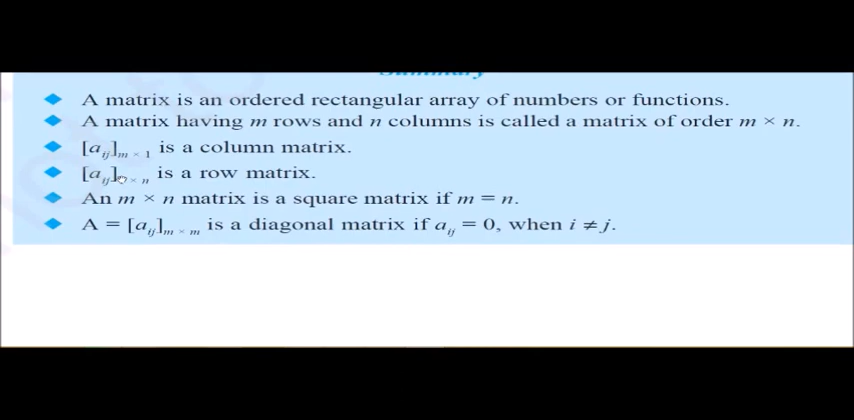 Summary
◆ A matrix is an ordered rectangular array of numbers or functions.
◆ A matrix having m rows and n columns is called a matrix of order m × n.
◆ [aᵢⱼ]ₘ × ₁ is a column matrix.
◆ [aᵢⱼ] × ₙ is a row matrix.
◆ An m × n matrix is a square matrix if m = n.
◆ A = [aᵢⱼ]ₘ × ₘ is a diagonal matrix if aᵢⱼ = 0, when i ≠ j.